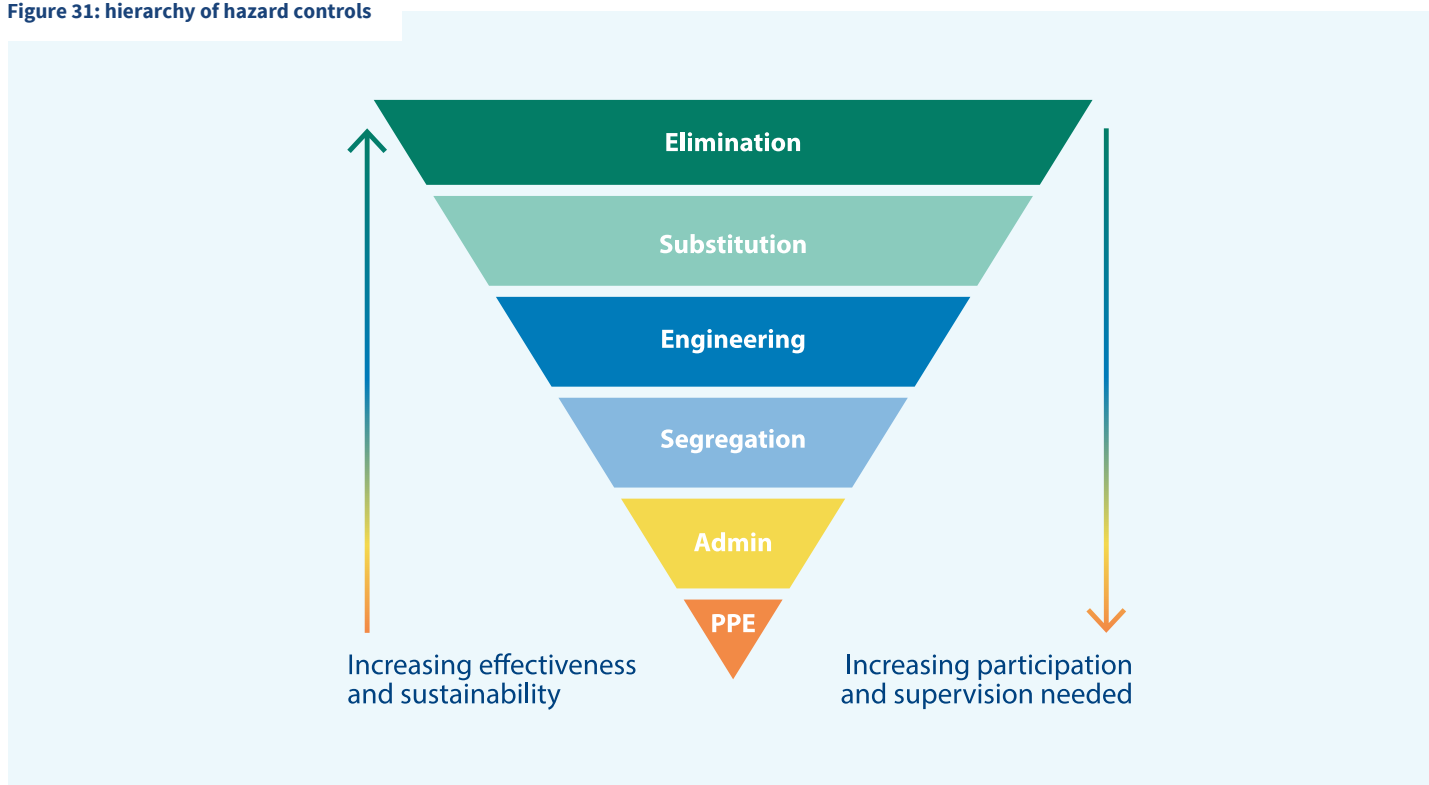 Figure 31: hierarchy of hazard controls
Elimination
Substitution
Engineering
Segregation
Admin
PPE
Increasing effectiveness
and sustainability
Increasing participation
and supervision needed